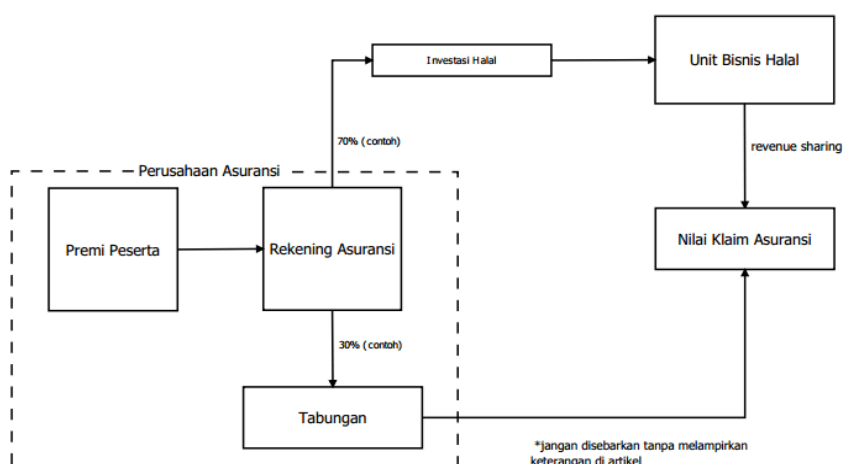 Investasi Halal
Unit Bisnis Halal
70% (contoh)
revenue sharing
Perusahaan Asuransi
Premi Peserta
Rekening Asuransi
Nilai Klaim Asuransi
30% (contoh)
Tabungan
*jangan disebarkan tanpa melampirkan
keterangan di artikel